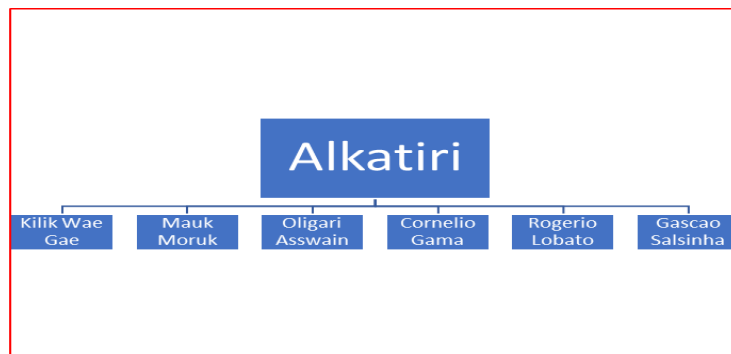 Alkatiri
Kilik Wae
Gae
Mauk
Moruk
Oligari
Asswain
Cornelio
Gama
Rogerio
Lobato
Gascao
Salsinha